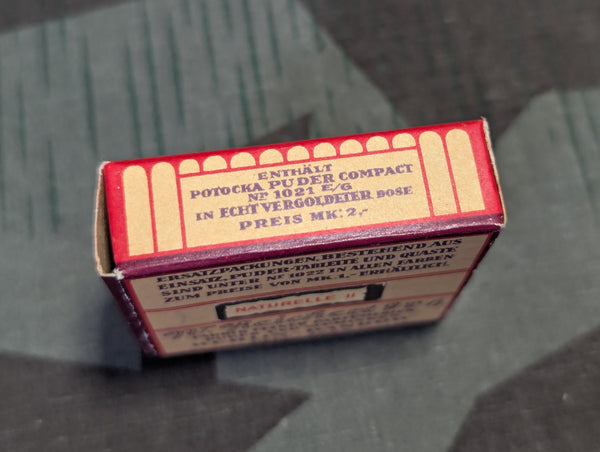 ENTHÄLT
POTOCKA PUDER COMPACT
Nº 1021 E/G
IN ECHT VERGOLDETER DOSE
PREIS MK. 2,-
ERSATZPACKUNGEN, BESTEHEND AUS
EINSATZ, PUDER-TABLETTE UND QUASTE
SIND UNTER Nº 1022 IN ALLEN FARBEN
ZUM PREISE VON MK. 1.- ERHÄLTLICH.
NATURELLE II